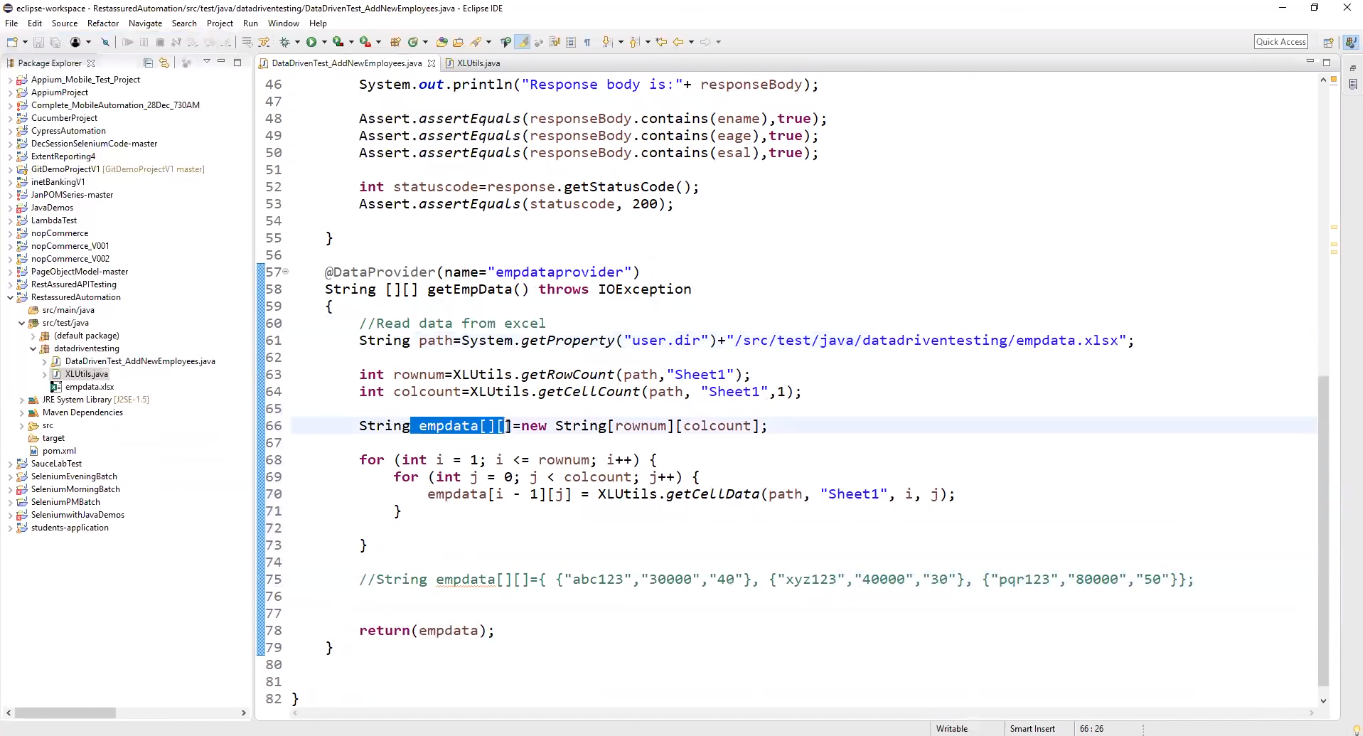 eclipse-workspace - RestassuredAutomation/src/test/java/datadriventesting/DataDrivenTest_AddNewEmployees.java - Eclipse IDE
File Edit Source Refactor Navigate Search Project Run Window Help
Quick Access
Package Explorer
Appium_Mobile_Test_Project
AppiumProject
Complete_MobileAutomation_28Dec_730AM
CucumberProject
CypressAutomation
DecSessionSeleniumCode-master
ExtentReporting4
GitDemoProjectV1 [GitDemoProjectV1 master]
inetBankingV1
JanPOMSeries-master
JavaDemos
LambdaTest
nopCommerce
nopCommerce_V001
nopCommerce_V002
PageObjectModel-master
RestAssuredAPITesting
RestassuredAutomation
src/main/java
src/test/java
(default package)
datadriventesting
DataDrivenTest_AddNewEmployees.java
XLUtils.java
empdata.xlsx
JRE System Library [J2SE-1.5]
Maven Dependencies
src
target
pom.xml
SauceLabTest
SeleniumEveningBatch
SeleniumMorningBatch
SeleniumPMBatch
SeleniumwithJavaDemos
students-application
DataDrivenTest_AddNewEmployees.java XLUtils.java
46 System.out.println("Response body is:"+ responseBody);
47
48 Assert.assertEquals(responseBody.contains(ename),true);
49 Assert.assertEquals(responseBody.contains(eage),true);
50 Assert.assertEquals(responseBody.contains(esal),true);
51
52 int statuscode=response.getStatusCode();
53 Assert.assertEquals(statuscode, 200);
54
55 }
56
57 @DataProvider(name="empdataprovider")
58 String [][] getEmpData() throws IOException
59 {
60 //Read data from excel
61 String path=System.getProperty("user.dir")+"/src/test/java/datadriventesting/empdata.xlsx";
62
63 int rownum=XLUtils.getRowCount(path,"Sheet1");
64 int colcount=XLUtils.getCellCount(path, "Sheet1",1);
65
66 String empdata[][]=new String[rownum][colcount];
67
68 for (int i = 1; i <= rownum; i++) {
69 for (int j = 0; j < colcount; j++) {
70 empdata[i - 1][j] = XLUtils.getCellData(path, "Sheet1", i, j);
71 }
72
73 }
74
75 //String empdata[][]={ {"abc123","30000","40"}, {"xyz123","40000","30"}, {"pqr123","80000","50"}};
76
77
78 return(empdata);
79 }
80
81
82 }
Writable Smart Insert 66 : 26